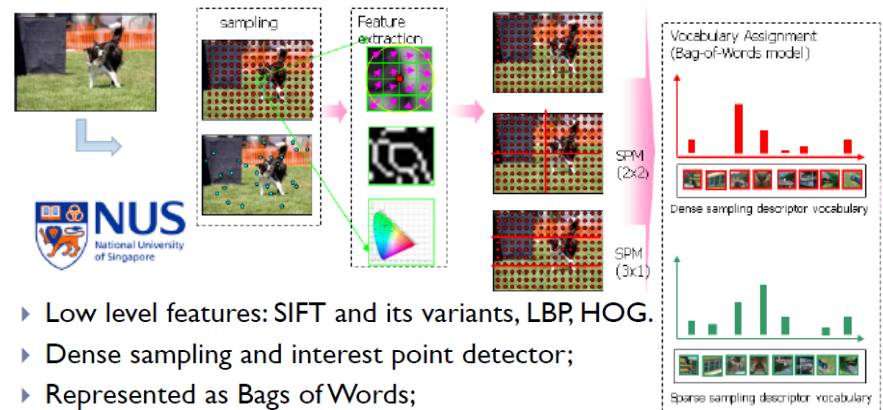 sampling
Feature
extraction
Vocabulary Assignment
(Bag-of-Words model)
SPM
(2x2)
Dense sampling descriptor vocabulary
NUS
National University
of Singapore
SPM
(3x1)
Low level features: SIFT and its variants, LBP, HOG.
Dense sampling and interest point detector;
Represented as Bags of Words;
Sparse sampling descriptor vocabulary